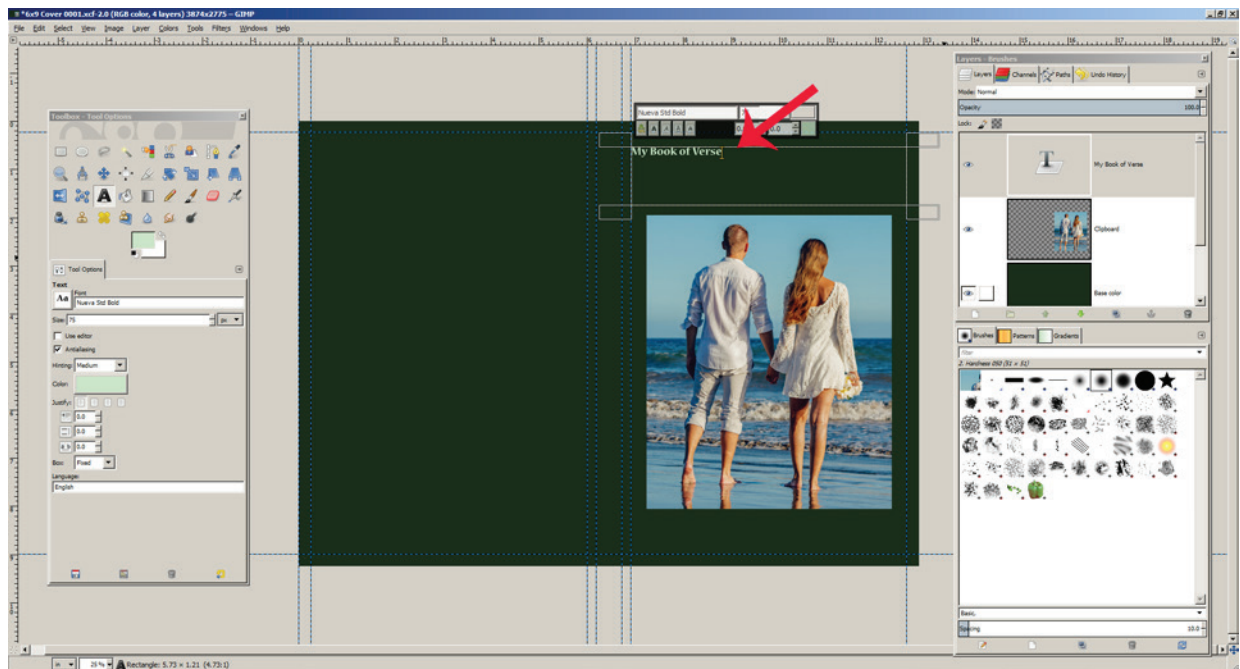 *6x9 Cover 0001.xcf-2.0 (RGB color, 4 layers) 3874x2775 – GIMP
File Edit Select View Image Layer Colors Tools Filters Windows Help
Toolbox - Tool Options
Tool Options
Text
Font
Aa Nueva Std Bold
Size: 75 px
Use editor
Antialiasing
Hinting: Medium
Color:
Justify:
0.0
0.0
0.0
Box: Fixed
Language:
English
Nueva Std Bold
My Book of Verse
Layers - Brushes
Layers Channels Paths Undo History
Mode: Normal
Opacity 100.0
Lock:
My Book of Verse
Clipboard
Base color
Brushes Patterns Gradients
filter
2. Hardness 050 (51 × 51)
Basic,
Spacing 10.0
in 25 % Rectangle: 5.73 × 1.21 (4.73:1)